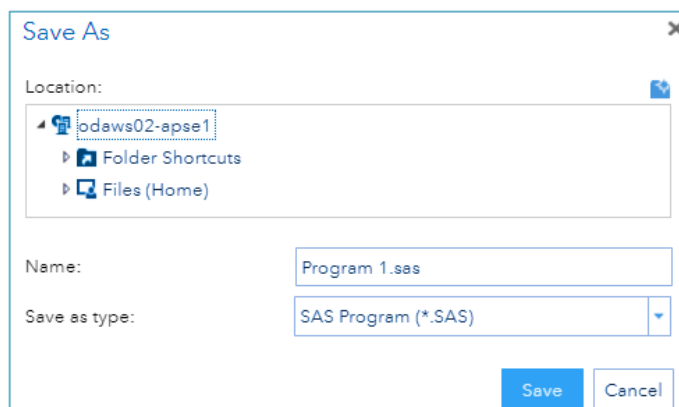 Save As
Location:
odaws02-apse1
Folder Shortcuts
Files (Home)
Name:
Program 1.sas
Save as type:
SAS Program (*.SAS)
Save
Cancel